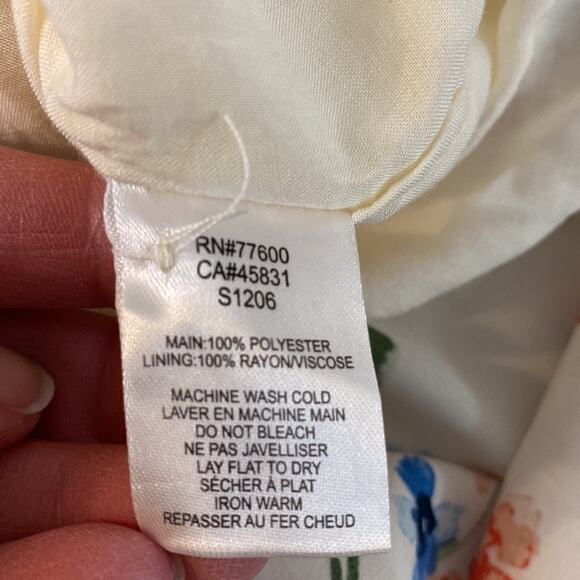 RN#77600
CA#45831
S1206
MAIN:100% POLYESTER
LINING:100% RAYON/VISCOSE
MACHINE WASH COLD
LAVER EN MACHINE MAIN
DO NOT BLEACH
NE PAS JAVELLISER
LAY FLAT TO DRY
SÉCHER À PLAT
IRON WARM
REPASSER AU FER CHEUD